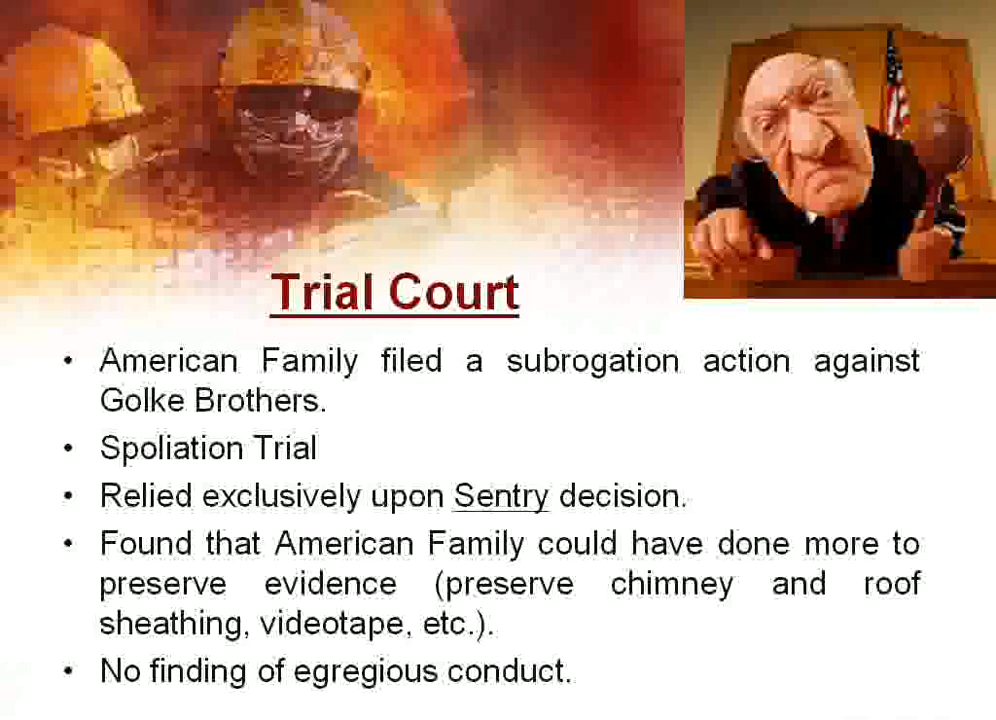 Trial Court
• American Family filed a subrogation action against
Golke Brothers.
• Spoliation Trial
• Relied exclusively upon Sentry decision.
• Found that American Family could have done more to
preserve evidence (preserve chimney and roof
sheathing, videotape, etc.).
• No finding of egregious conduct.